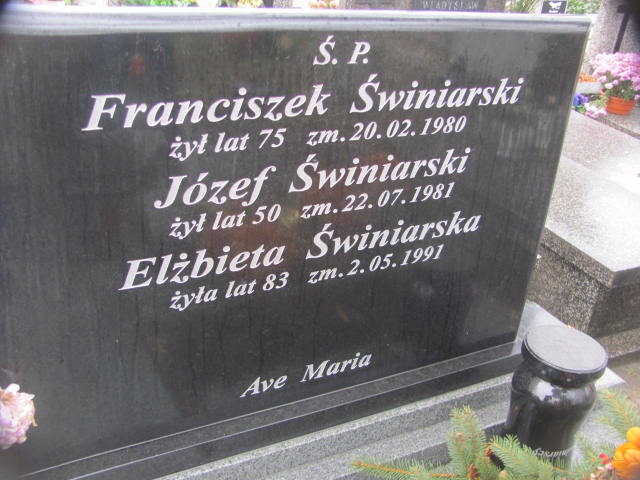 WŁADYSŁAW
Ś. P.
Franciszek Świniarski
żył lat 75 zm. 20.02.1980
Józef Świniarski
żył lat 50 zm. 22.07.1981
Elżbieta Świniarska
żyła lat 83 zm. 2.05.1991
Ave Maria